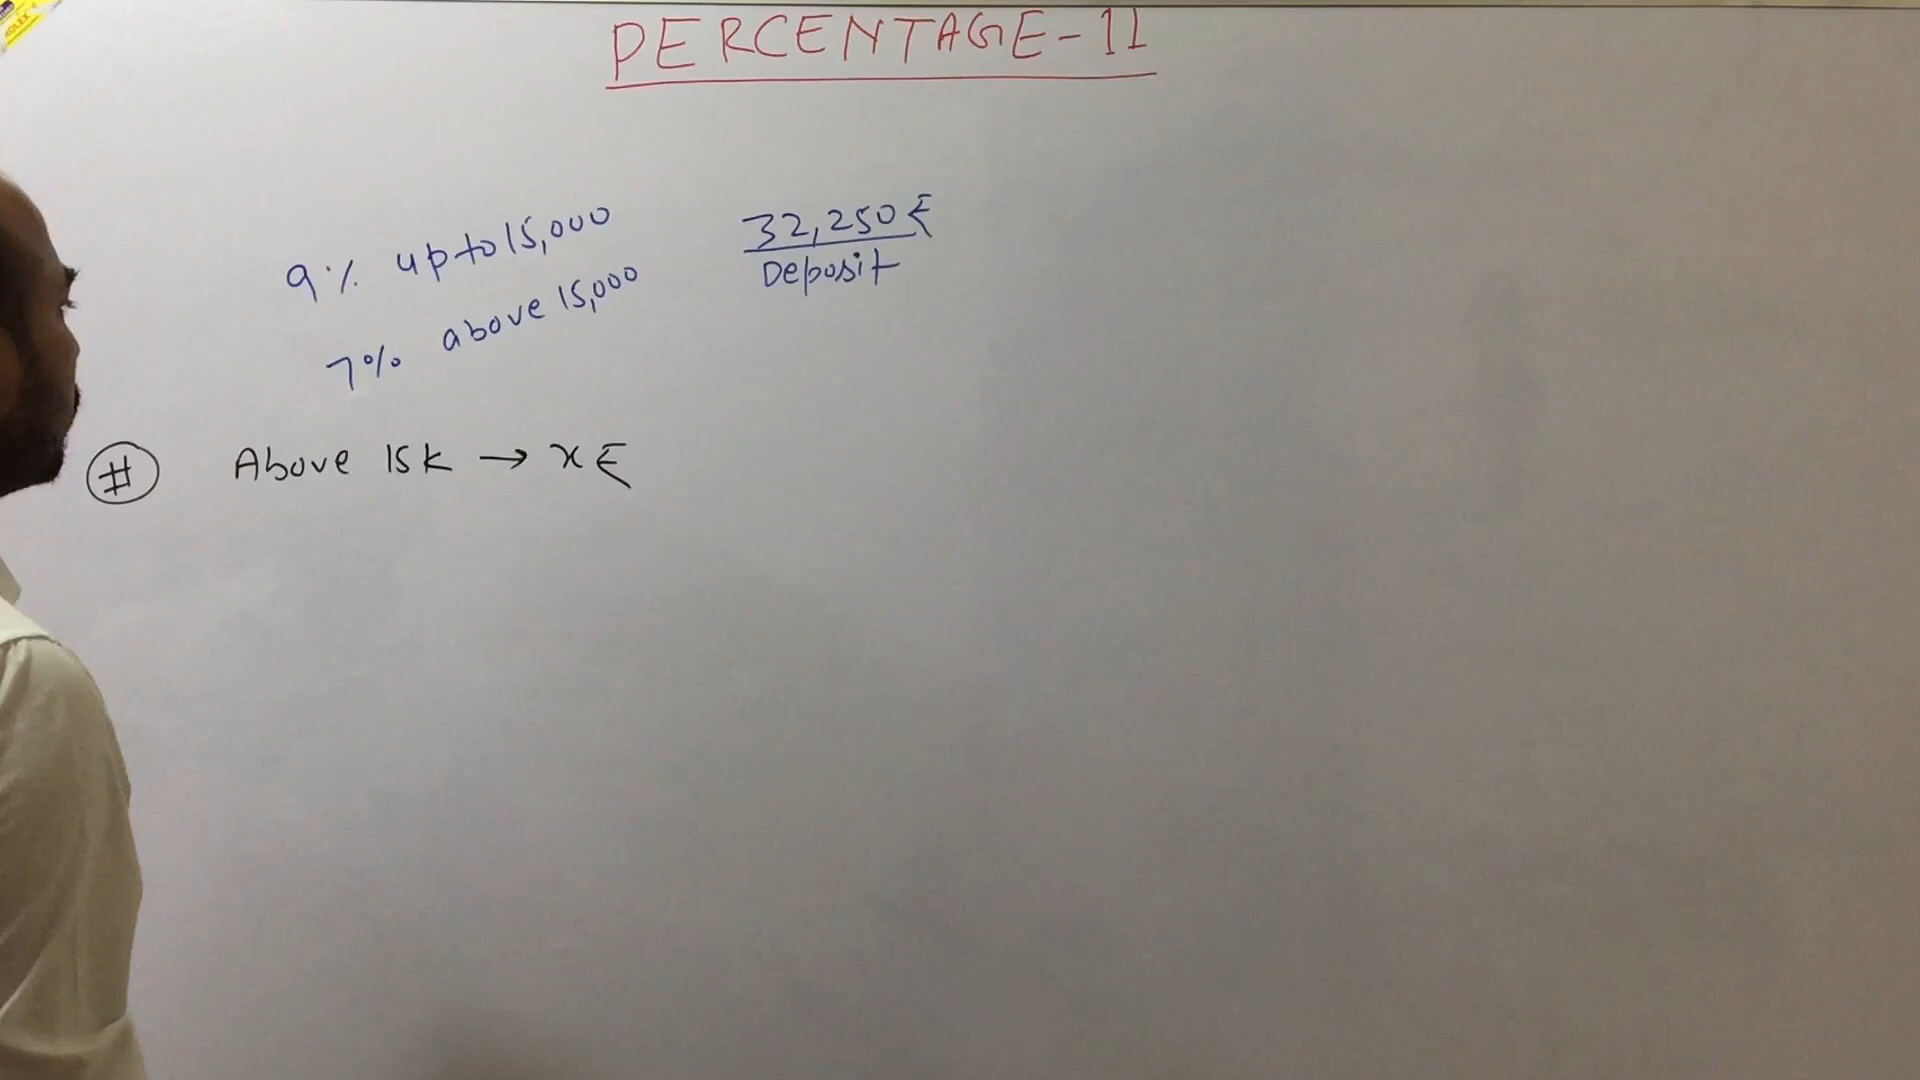 PERCENTAGE-11
9% upto 15,000
32,250₹
Deposit
7% above 15,000
# Above 15k → x ₹